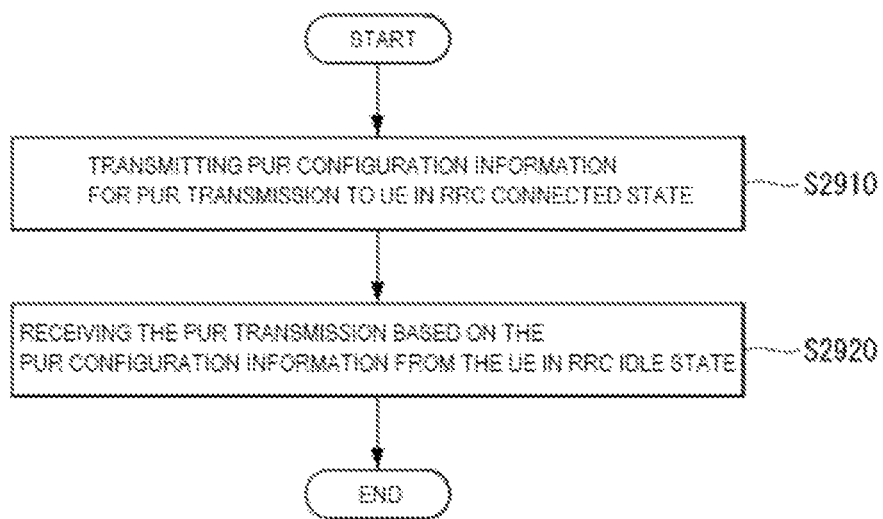 START
TRANSMITTING PUR CONFIGURATION INFORMATION
FOR PUR TRANSMISSION TO UE IN RRC CONNECTED STATE
S2910
RECEIVING THE PUR TRANSMISSION BASED ON THE
PUR CONFIGURATION INFORMATION FROM THE UE IN RRC IDLE STATE
S2920
END